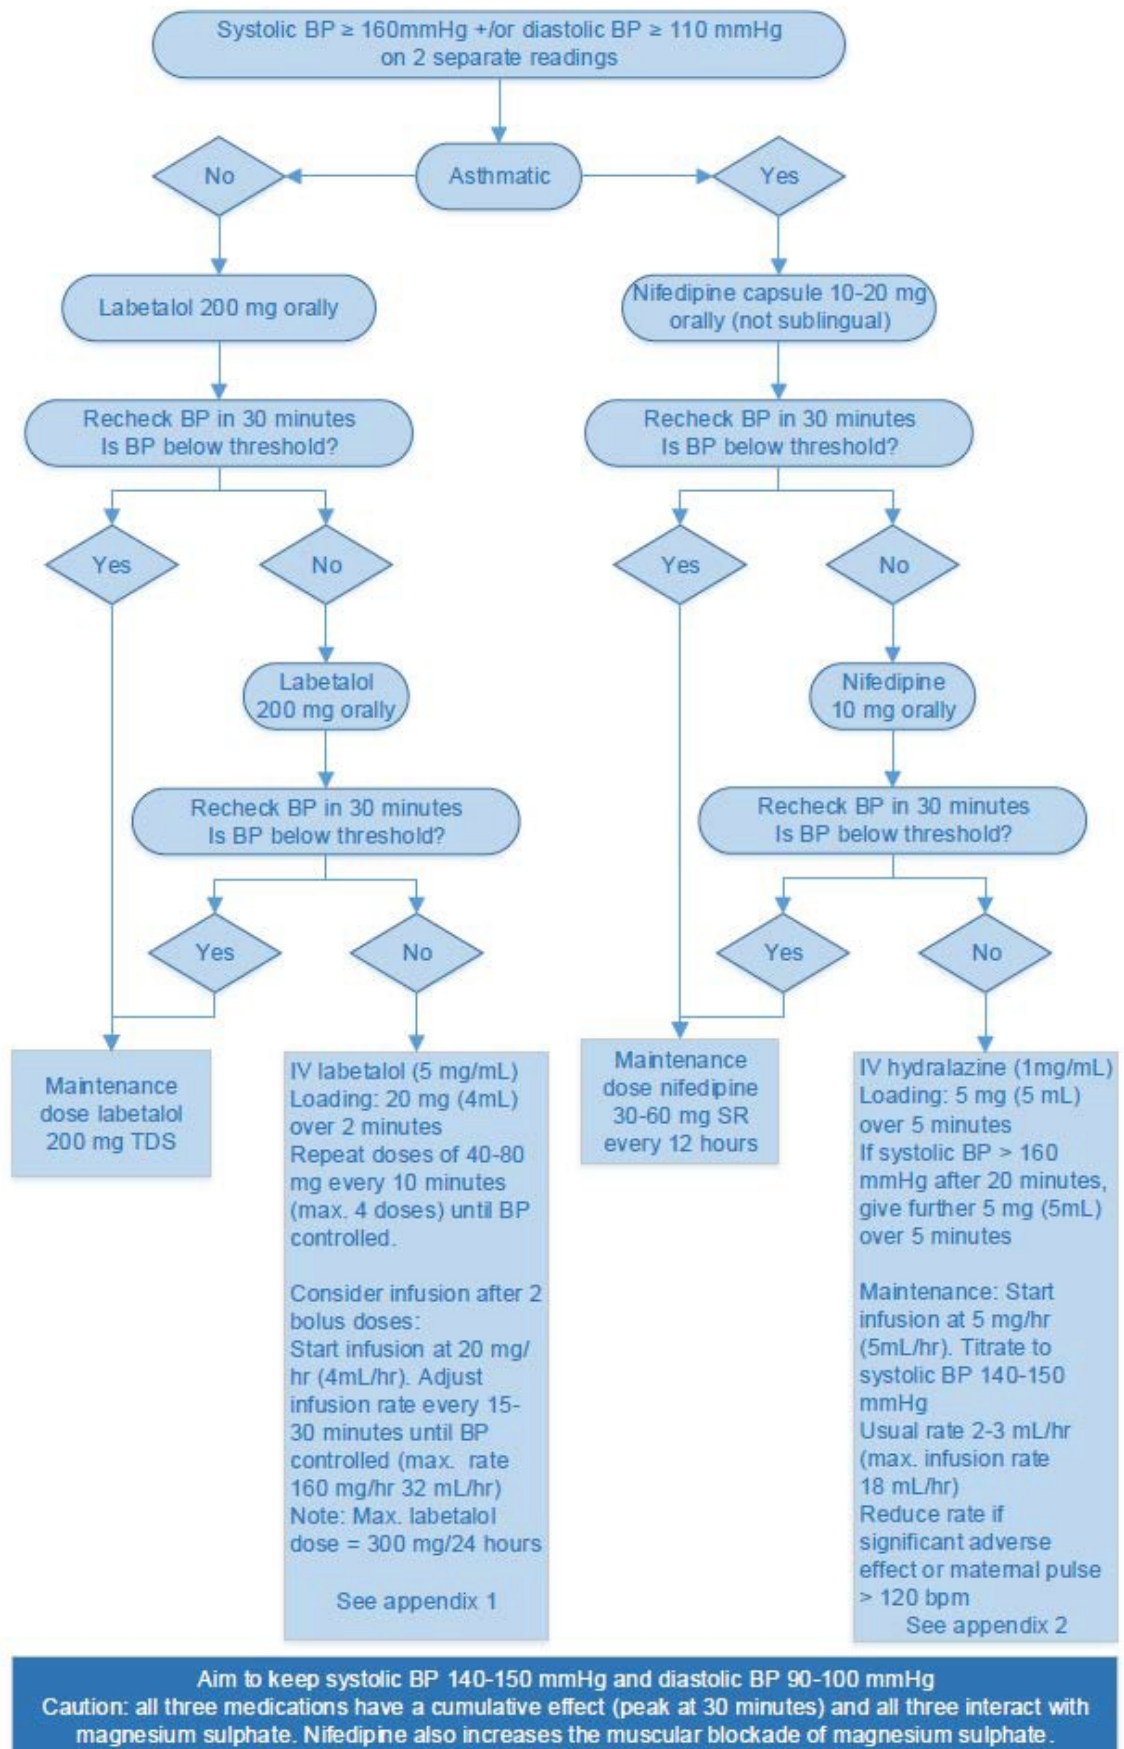 Systolic BP ≥ 160mmHg +/or diastolic BP ≥ 110 mmHg
on 2 separate readings
No
Asthmatic
Yes
Labetalol 200 mg orally
Nifedipine capsule 10-20 mg
orally (not sublingual)
Recheck BP in 30 minutes
Is BP below threshold?
Recheck BP in 30 minutes
Is BP below threshold?
Yes
No
Yes
No
Labetalol
200 mg orally
Nifedipine
10 mg orally
Recheck BP in 30 minutes
Is BP below threshold?
Recheck BP in 30 minutes
Is BP below threshold?
Yes
No
Yes
No
Maintenance
dose labetalol
200 mg TDS
IV labetalol (5 mg/mL)
Loading: 20 mg (4mL)
over 2 minutes
Repeat doses of 40-80
mg every 10 minutes
(max. 4 doses) until BP
controlled.
Consider infusion after 2
bolus doses:
Start infusion at 20 mg/
hr (4mL/hr). Adjust
infusion rate every 15-
30 minutes until BP
controlled (max. rate
160 mg/hr 32 mL/hr)
Note: Max. labetalol
dose = 300 mg/24 hours
See appendix 1
Maintenance
dose nifedipine
30-60 mg SR
every 12 hours
IV hydralazine (1mg/mL)
Loading: 5 mg (5 mL)
over 5 minutes
If systolic BP > 160
mmHg after 20 minutes,
give further 5 mg (5mL)
over 5 minutes
Maintenance: Start
infusion at 5 mg/hr
(5mL/hr). Titrate to
systolic BP 140-150
mmHg
Usual rate 2-3 mL/hr
(max. infusion rate
18 mL/hr)
Reduce rate if
significant adverse
effect or maternal pulse
> 120 bpm
See appendix 2
Aim to keep systolic BP 140-150 mmHg and diastolic BP 90-100 mmHg
Caution: all three medications have a cumulative effect (peak at 30 minutes) and all three interact with
magnesium sulphate. Nifedipine also increases the muscular blockade of magnesium sulphate.